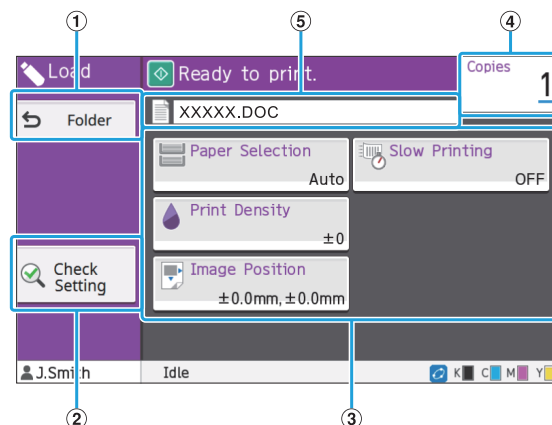 ① ⑤ ④
Load
Ready to print.
Copies
1
Folder
XXXXX.DOC
Paper Selection
Auto
Slow Printing
OFF
Print Density
±0
Check
Setting
Image Position
±0.0mm, ±0.0mm
J.Smith
Idle
K C M Y
② ③